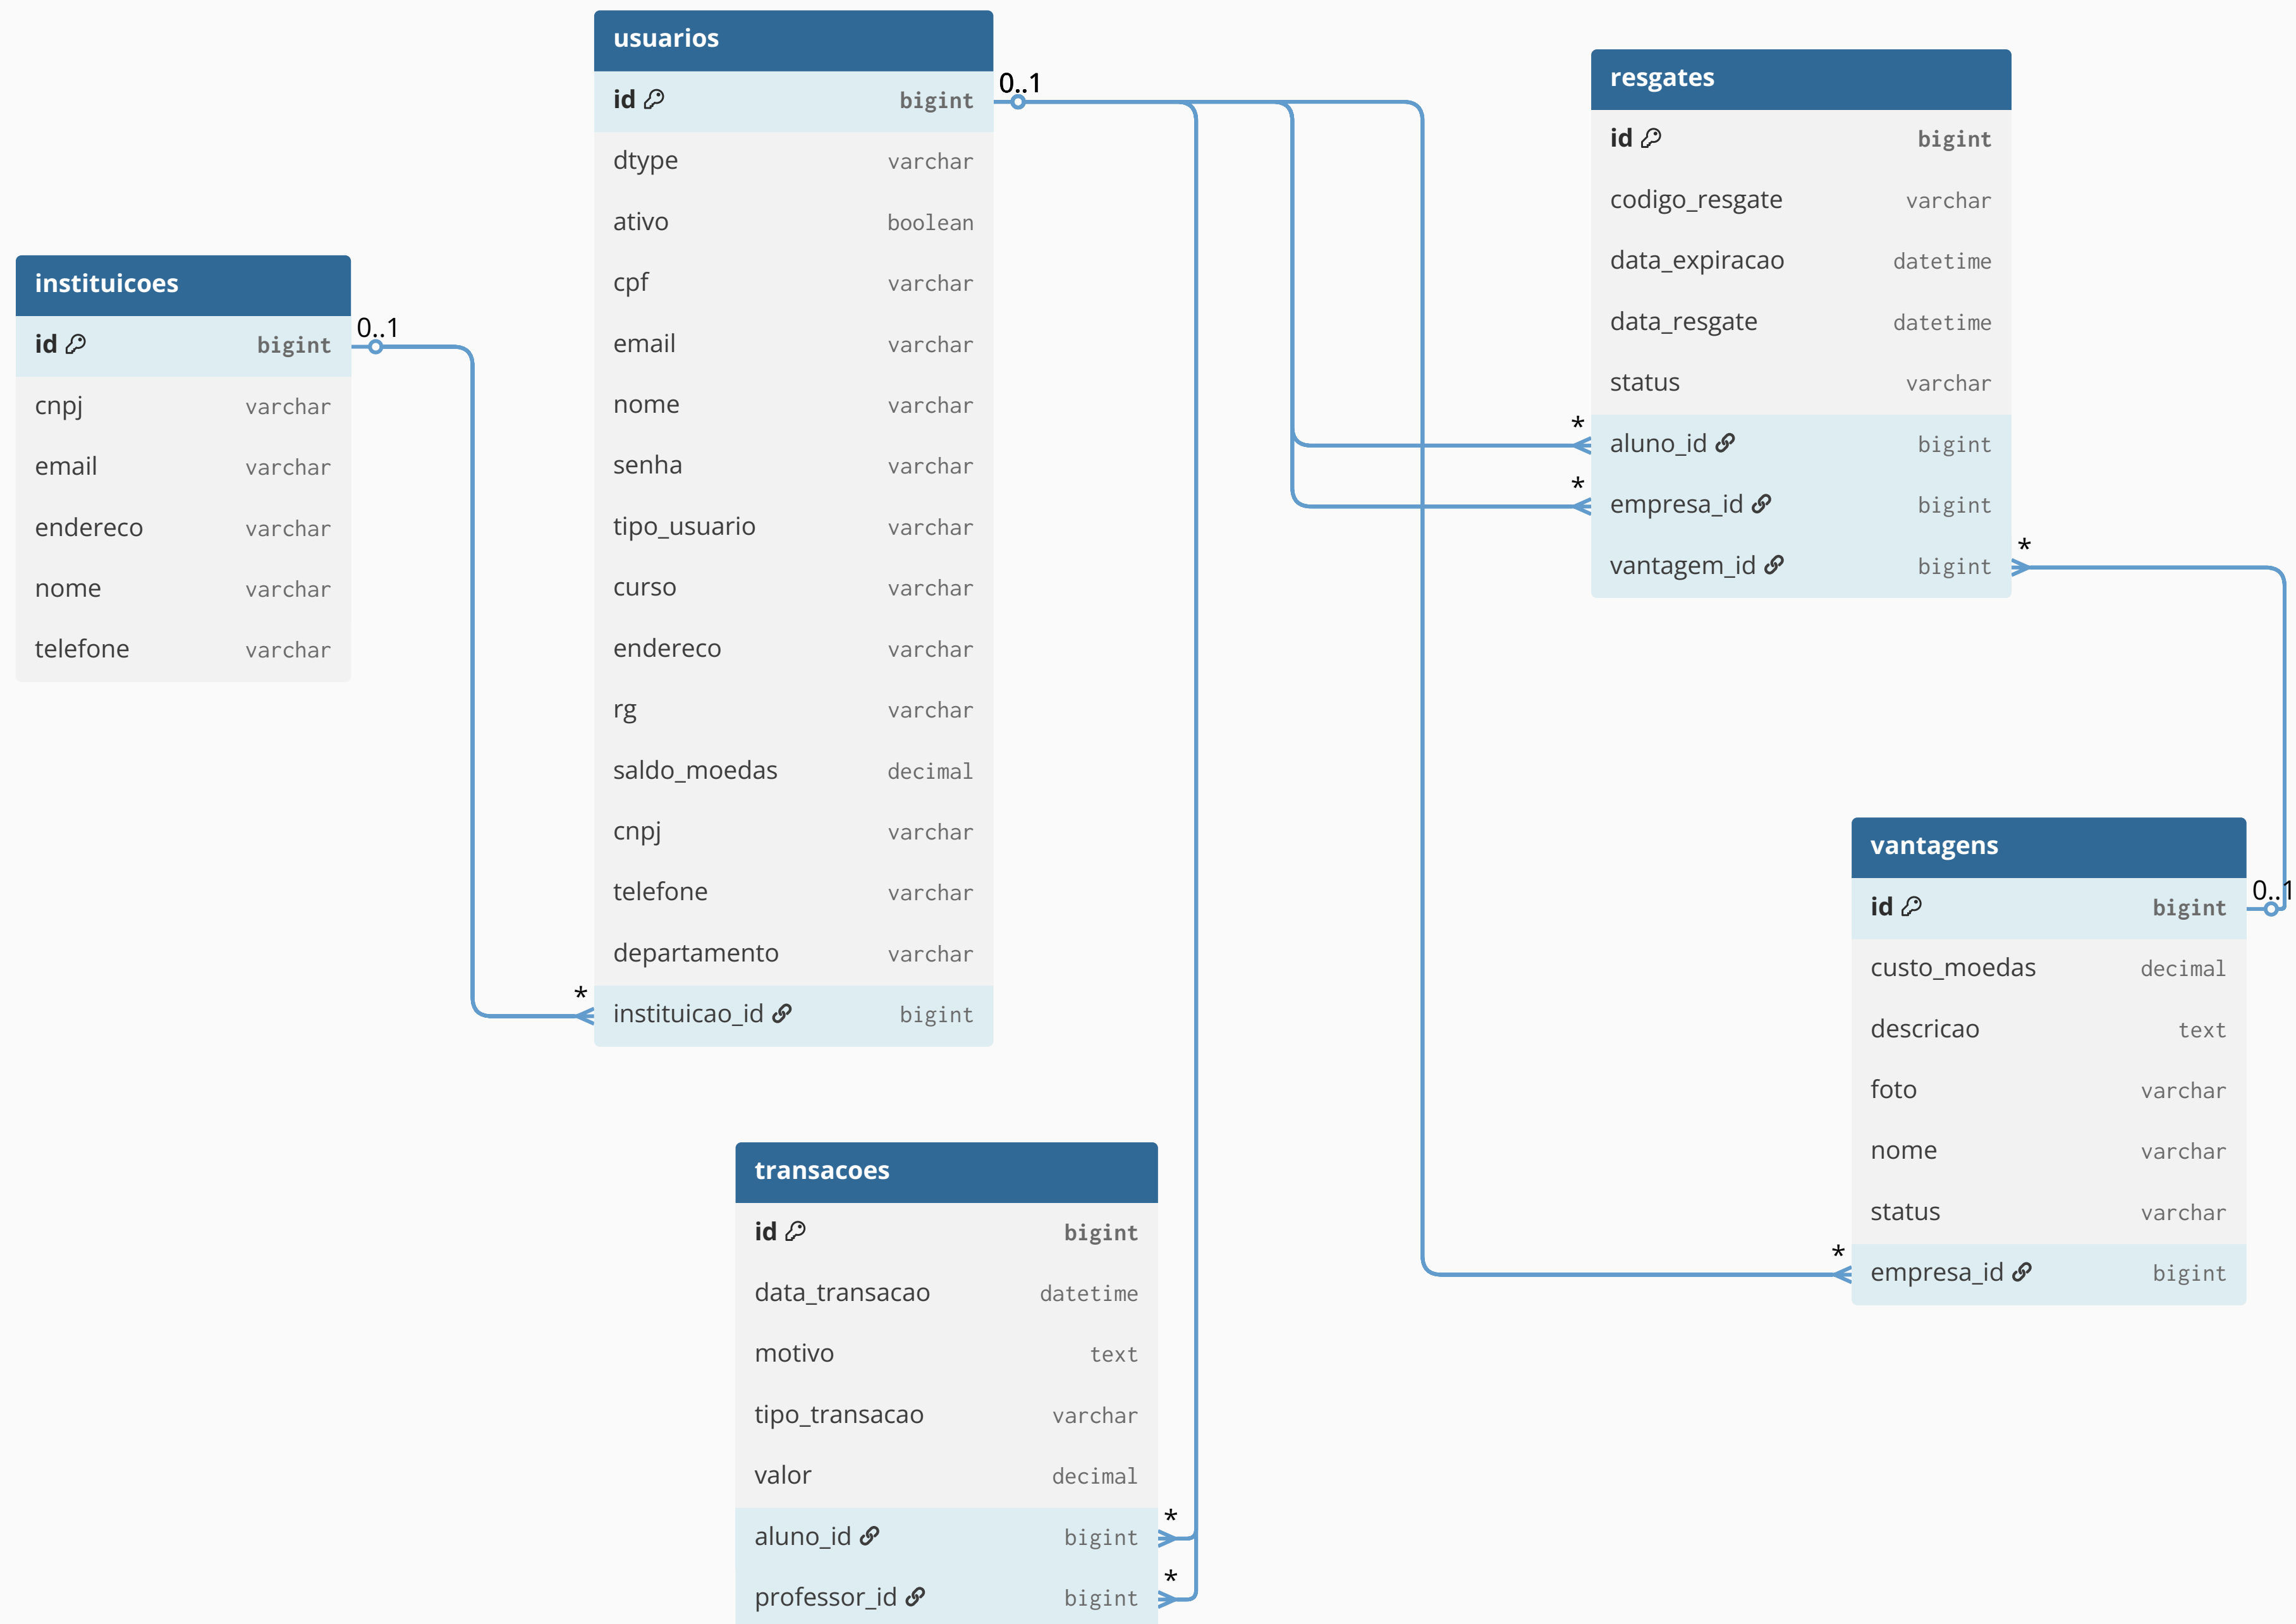 usuarios
id bigint
dtype varchar
ativo boolean
cpf varchar
email varchar
nome varchar
senha varchar
tipo_usuario varchar
curso varchar
endereco varchar
rg varchar
saldo_moedas decimal
cnpj varchar
telefone varchar
departamento varchar
* instituicao_id bigint
0..1
instituicoes
id bigint
0..1
cnpj varchar
email varchar
endereco varchar
nome varchar
telefone varchar
resgates
id bigint
codigo_resgate varchar
data_expiracao datetime
data_resgate datetime
status varchar
* aluno_id bigint
* empresa_id bigint
vantagem_id bigint *
vantagens
id bigint
0..1
custo_moedas decimal
descricao text
foto varchar
nome varchar
status varchar
* empresa_id bigint
transacoes
id bigint
data_transacao datetime
motivo text
tipo_transacao varchar
valor decimal
aluno_id bigint *
professor_id bigint *